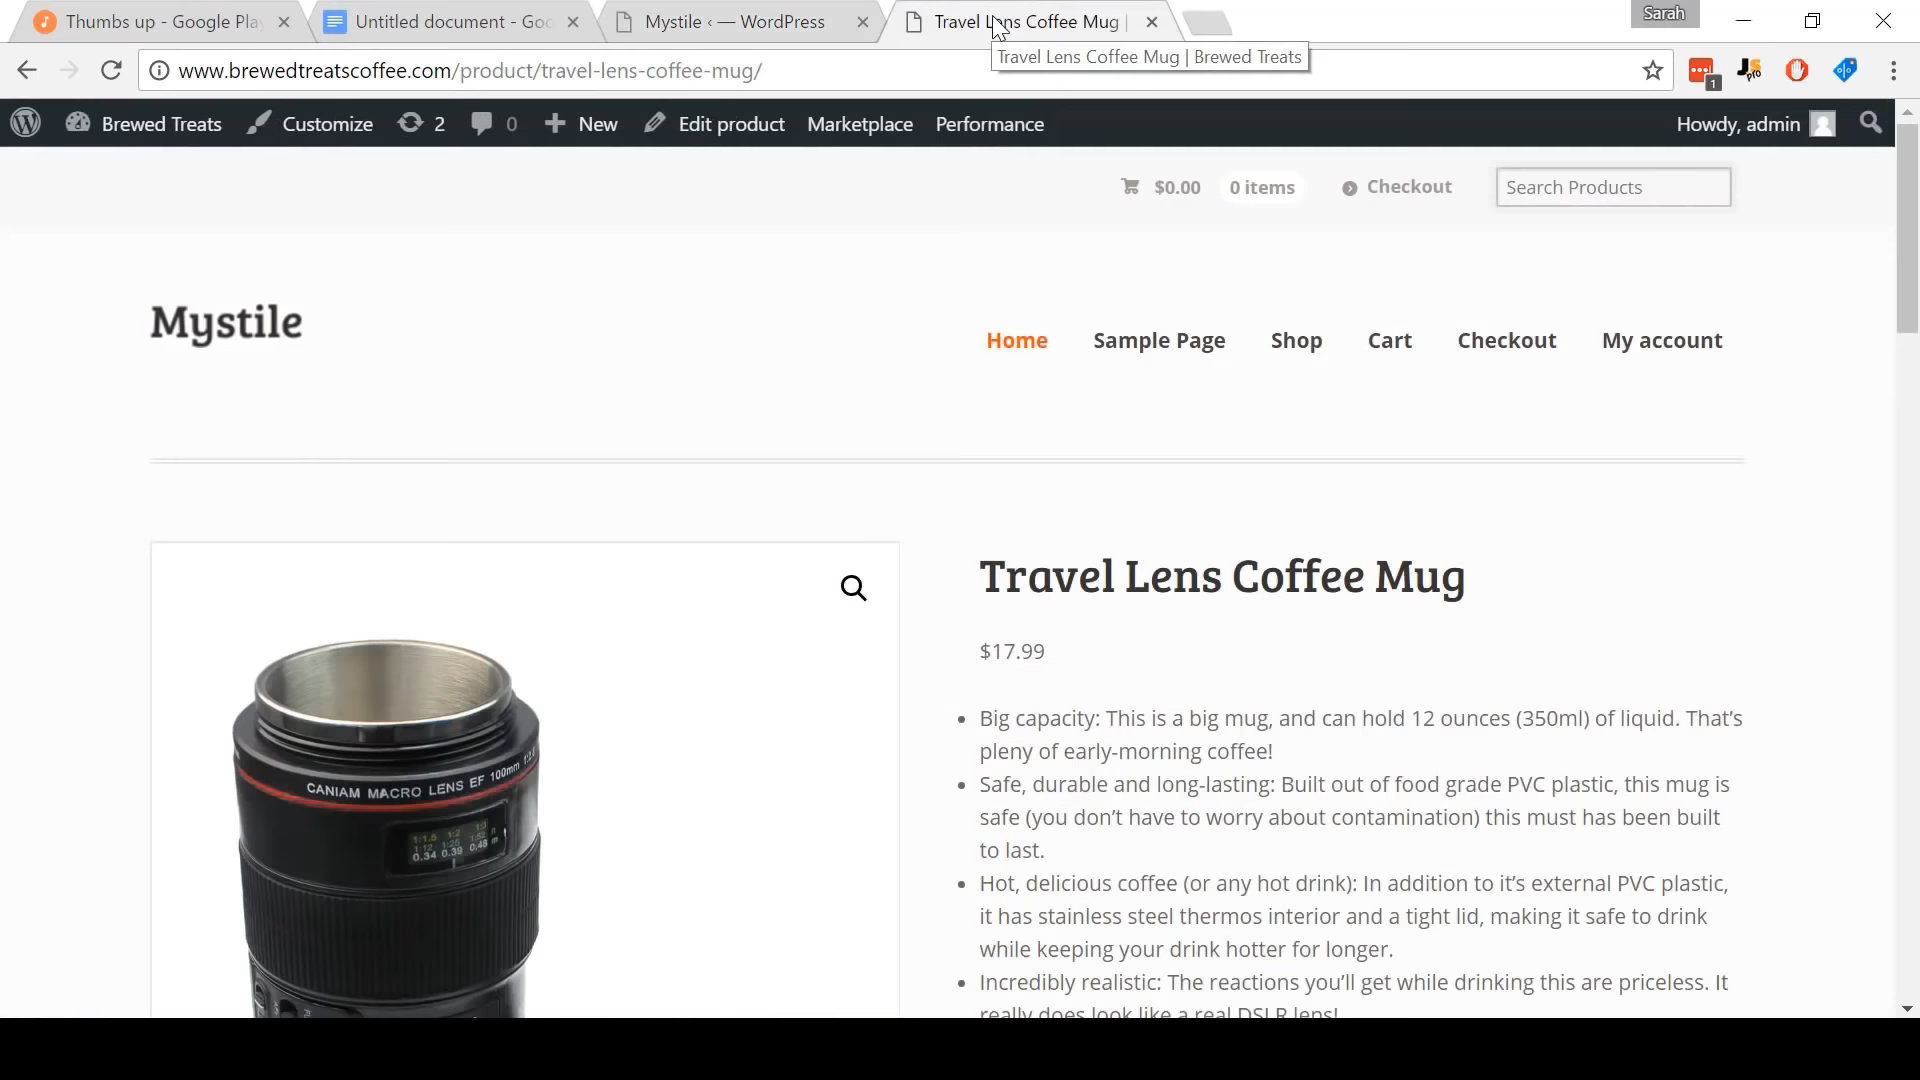 Thumbs up - Google Play
Untitled document - Goo
Mystile ‹ — WordPress
Travel Lens Coffee Mug |
Sarah
www.brewedtreatscoffee.com/product/travel-lens-coffee-mug/
Travel Lens Coffee Mug | Brewed Treats
1
Brewed Treats
Customize
2
0
New
Edit product
Marketplace
Performance
Howdy, admin
$0.00
0 items
Checkout
Search Products
Mystile
Home
Sample Page
Shop
Cart
Checkout
My account
Travel Lens Coffee Mug
$17.99
CANIAM MACRO LENS EF 100mm
0.34 0.39 0.48 m
• Big capacity: This is a big mug, and can hold 12 ounces (350ml) of liquid. That’s
pleny of early-morning coffee!
• Safe, durable and long-lasting: Built out of food grade PVC plastic, this mug is
safe (you don’t have to worry about contamination) this must has been built
to last.
• Hot, delicious coffee (or any hot drink): In addition to it’s external PVC plastic,
it has stainless steel thermos interior and a tight lid, making it safe to drink
while keeping your drink hotter for longer.
• Incredibly realistic: The reactions you’ll get while drinking this are priceless. It
really does look like a real DSLR lens!